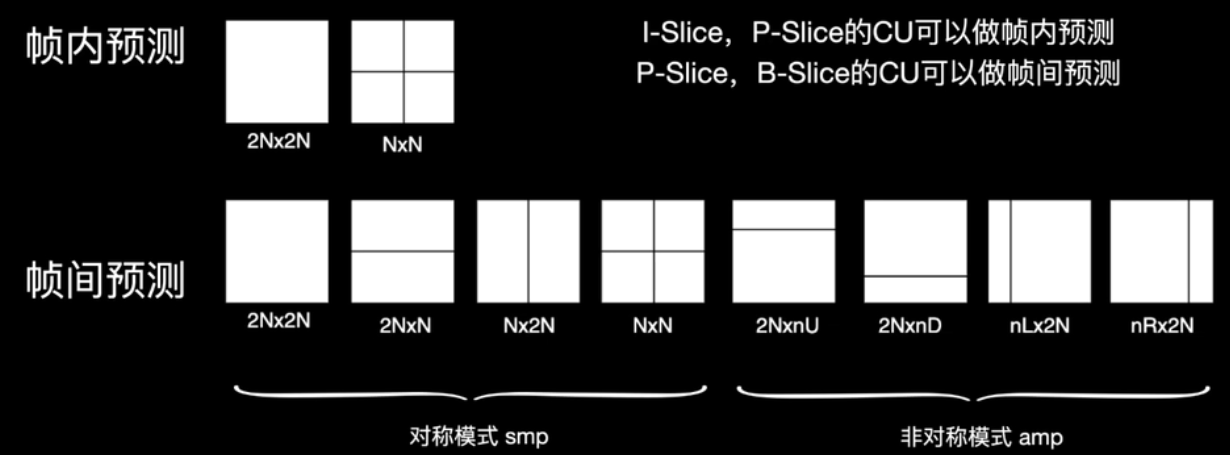 帧内预测
I-Slice，P-Slice的CU可以做帧内预测
P-Slice，B-Slice的CU可以做帧间预测
2Nx2N
NxN
帧间预测
2Nx2N
2NxN
Nx2N
NxN
2NxnU
2NxnD
nLx2N
nRx2N
对称模式 smp
非对称模式 amp